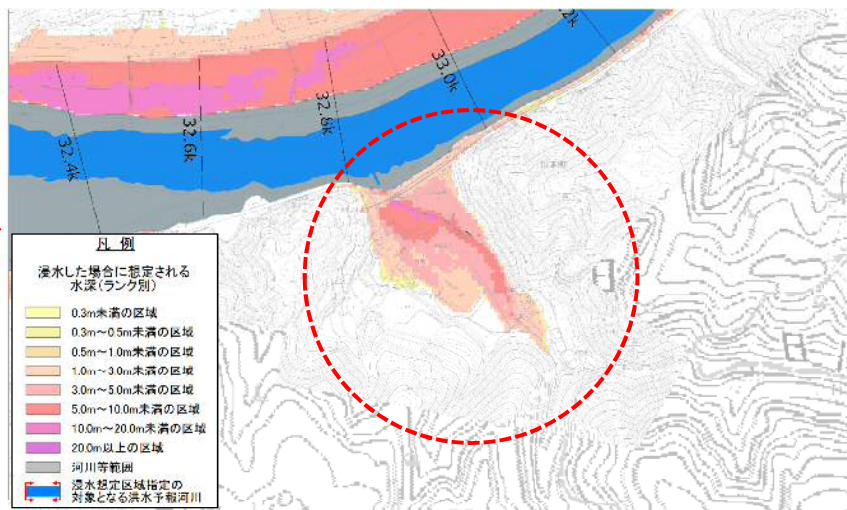 33.2k
33.0k
32.8k
32.6k
32.4k
凡 例
浸水した場合に想定される
水深(ランク別)
0.3m未満の区域
0.3m～0.5m未満の区域
0.5m～1.0m未満の区域
1.0m～3.0m未満の区域
3.0m～5.0m未満の区域
5.0m～10.0m未満の区域
10.0m～20.0m未満の区域
20.0m以上の区域
河川等範囲
浸水想定区域指定の
対象となる洪水予報河川